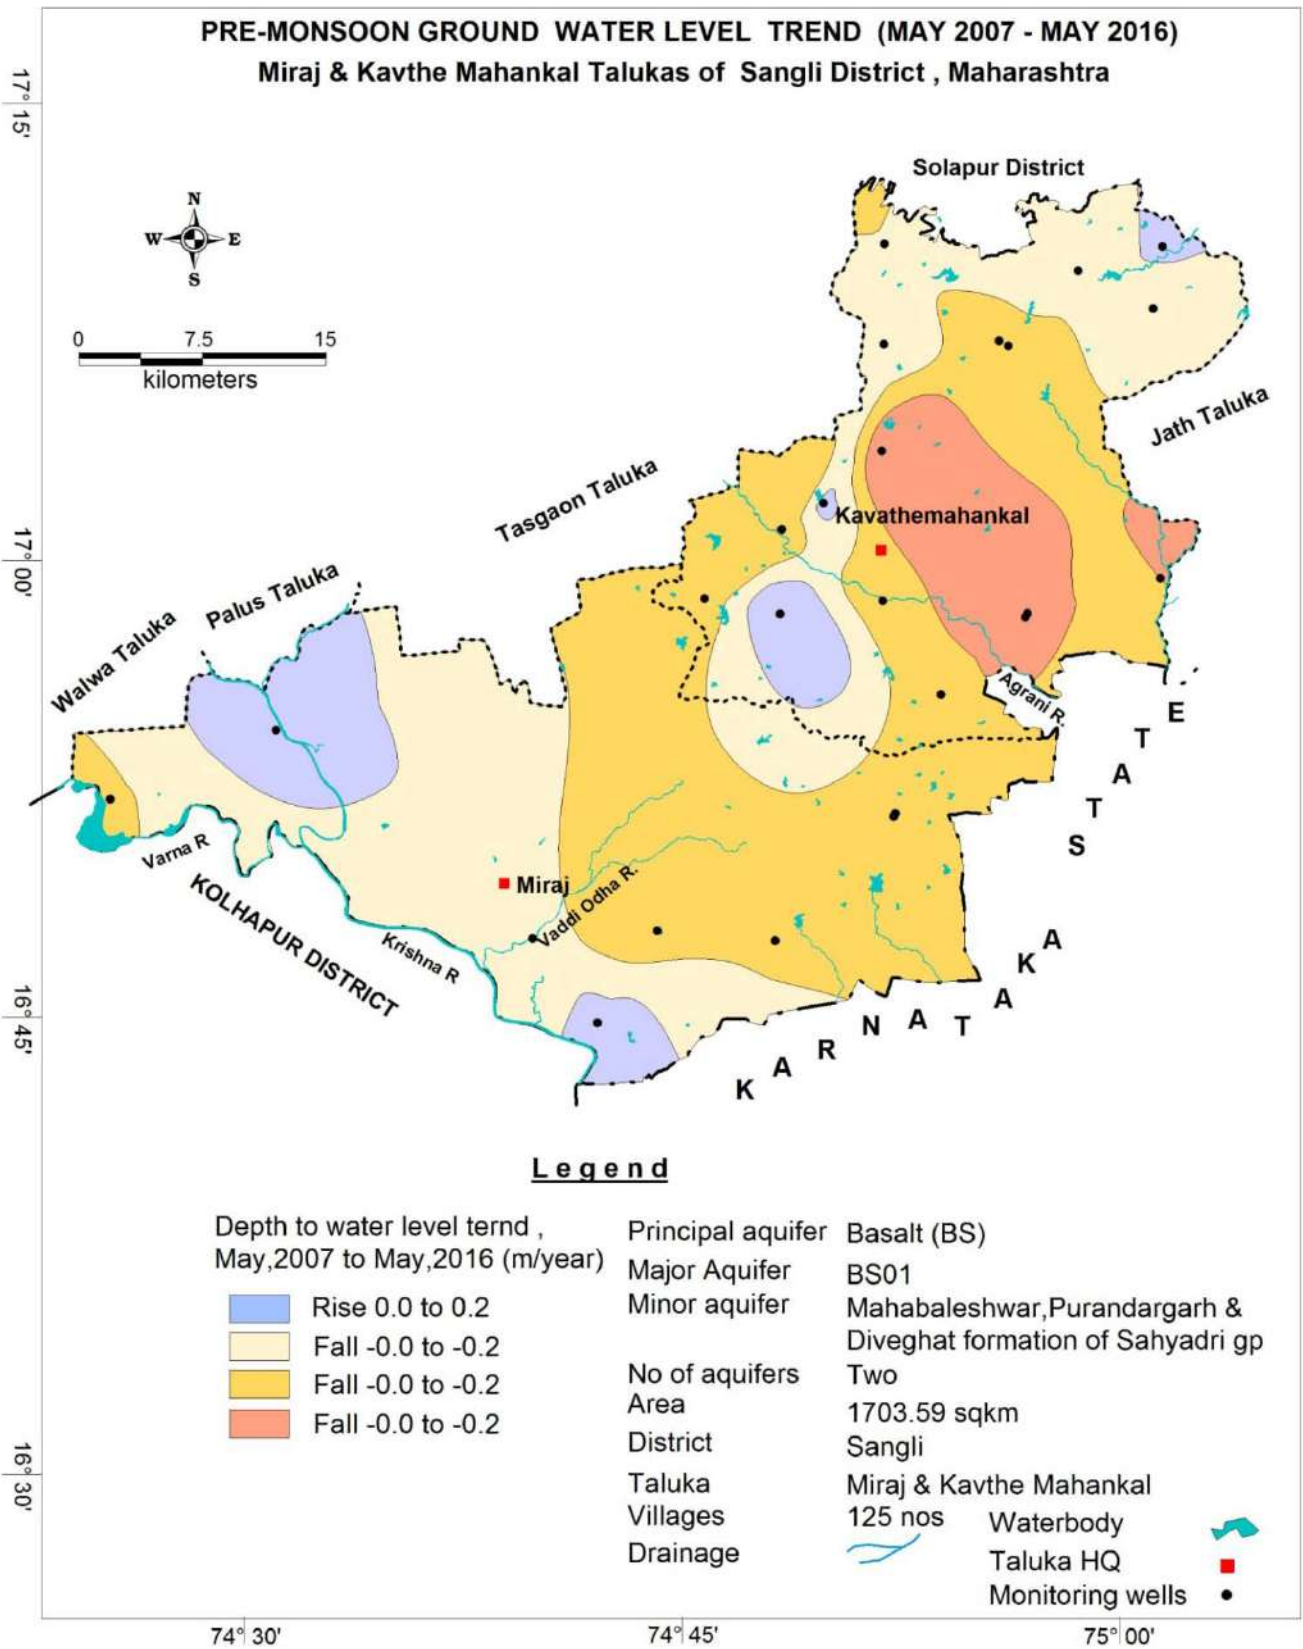 PRE-MONSOON GROUND WATER LEVEL TREND (MAY 2007 - MAY 2016)
Miraj & Kavthe Mahankal Talukas of Sangli District , Maharashtra
17° 15'
Solapur District
N
W E
S
0 7.5 15
kilometers
Jath Taluka
Tasgaon Taluka
Kavathemahankal
17° 00'
Palus Taluka
Walwa Taluka
Agrani R.
Varna R
KOLHAPUR DISTRICT
Miraj
Vaddi Odha R.
Krishna R
16° 45'
KARNATAKA STATE
Legend
Depth to water level ternd ,
May,2007 to May,2016 (m/year)
Rise 0.0 to 0.2
Fall -0.0 to -0.2
Fall -0.0 to -0.2
Fall -0.0 to -0.2
Principal aquifer Basalt (BS)
Major Aquifer BS01
Minor aquifer Mahabaleshwar,Purandargarh &
Diveghat formation of Sahyadri gp
No of aquifers Two
Area 1703.59 sqkm
District Sangli
Taluka Miraj & Kavthe Mahankal
Villages 125 nos
Drainage
Waterbody
Taluka HQ
Monitoring wells
16° 30'
74° 30' 74° 45' 75° 00'